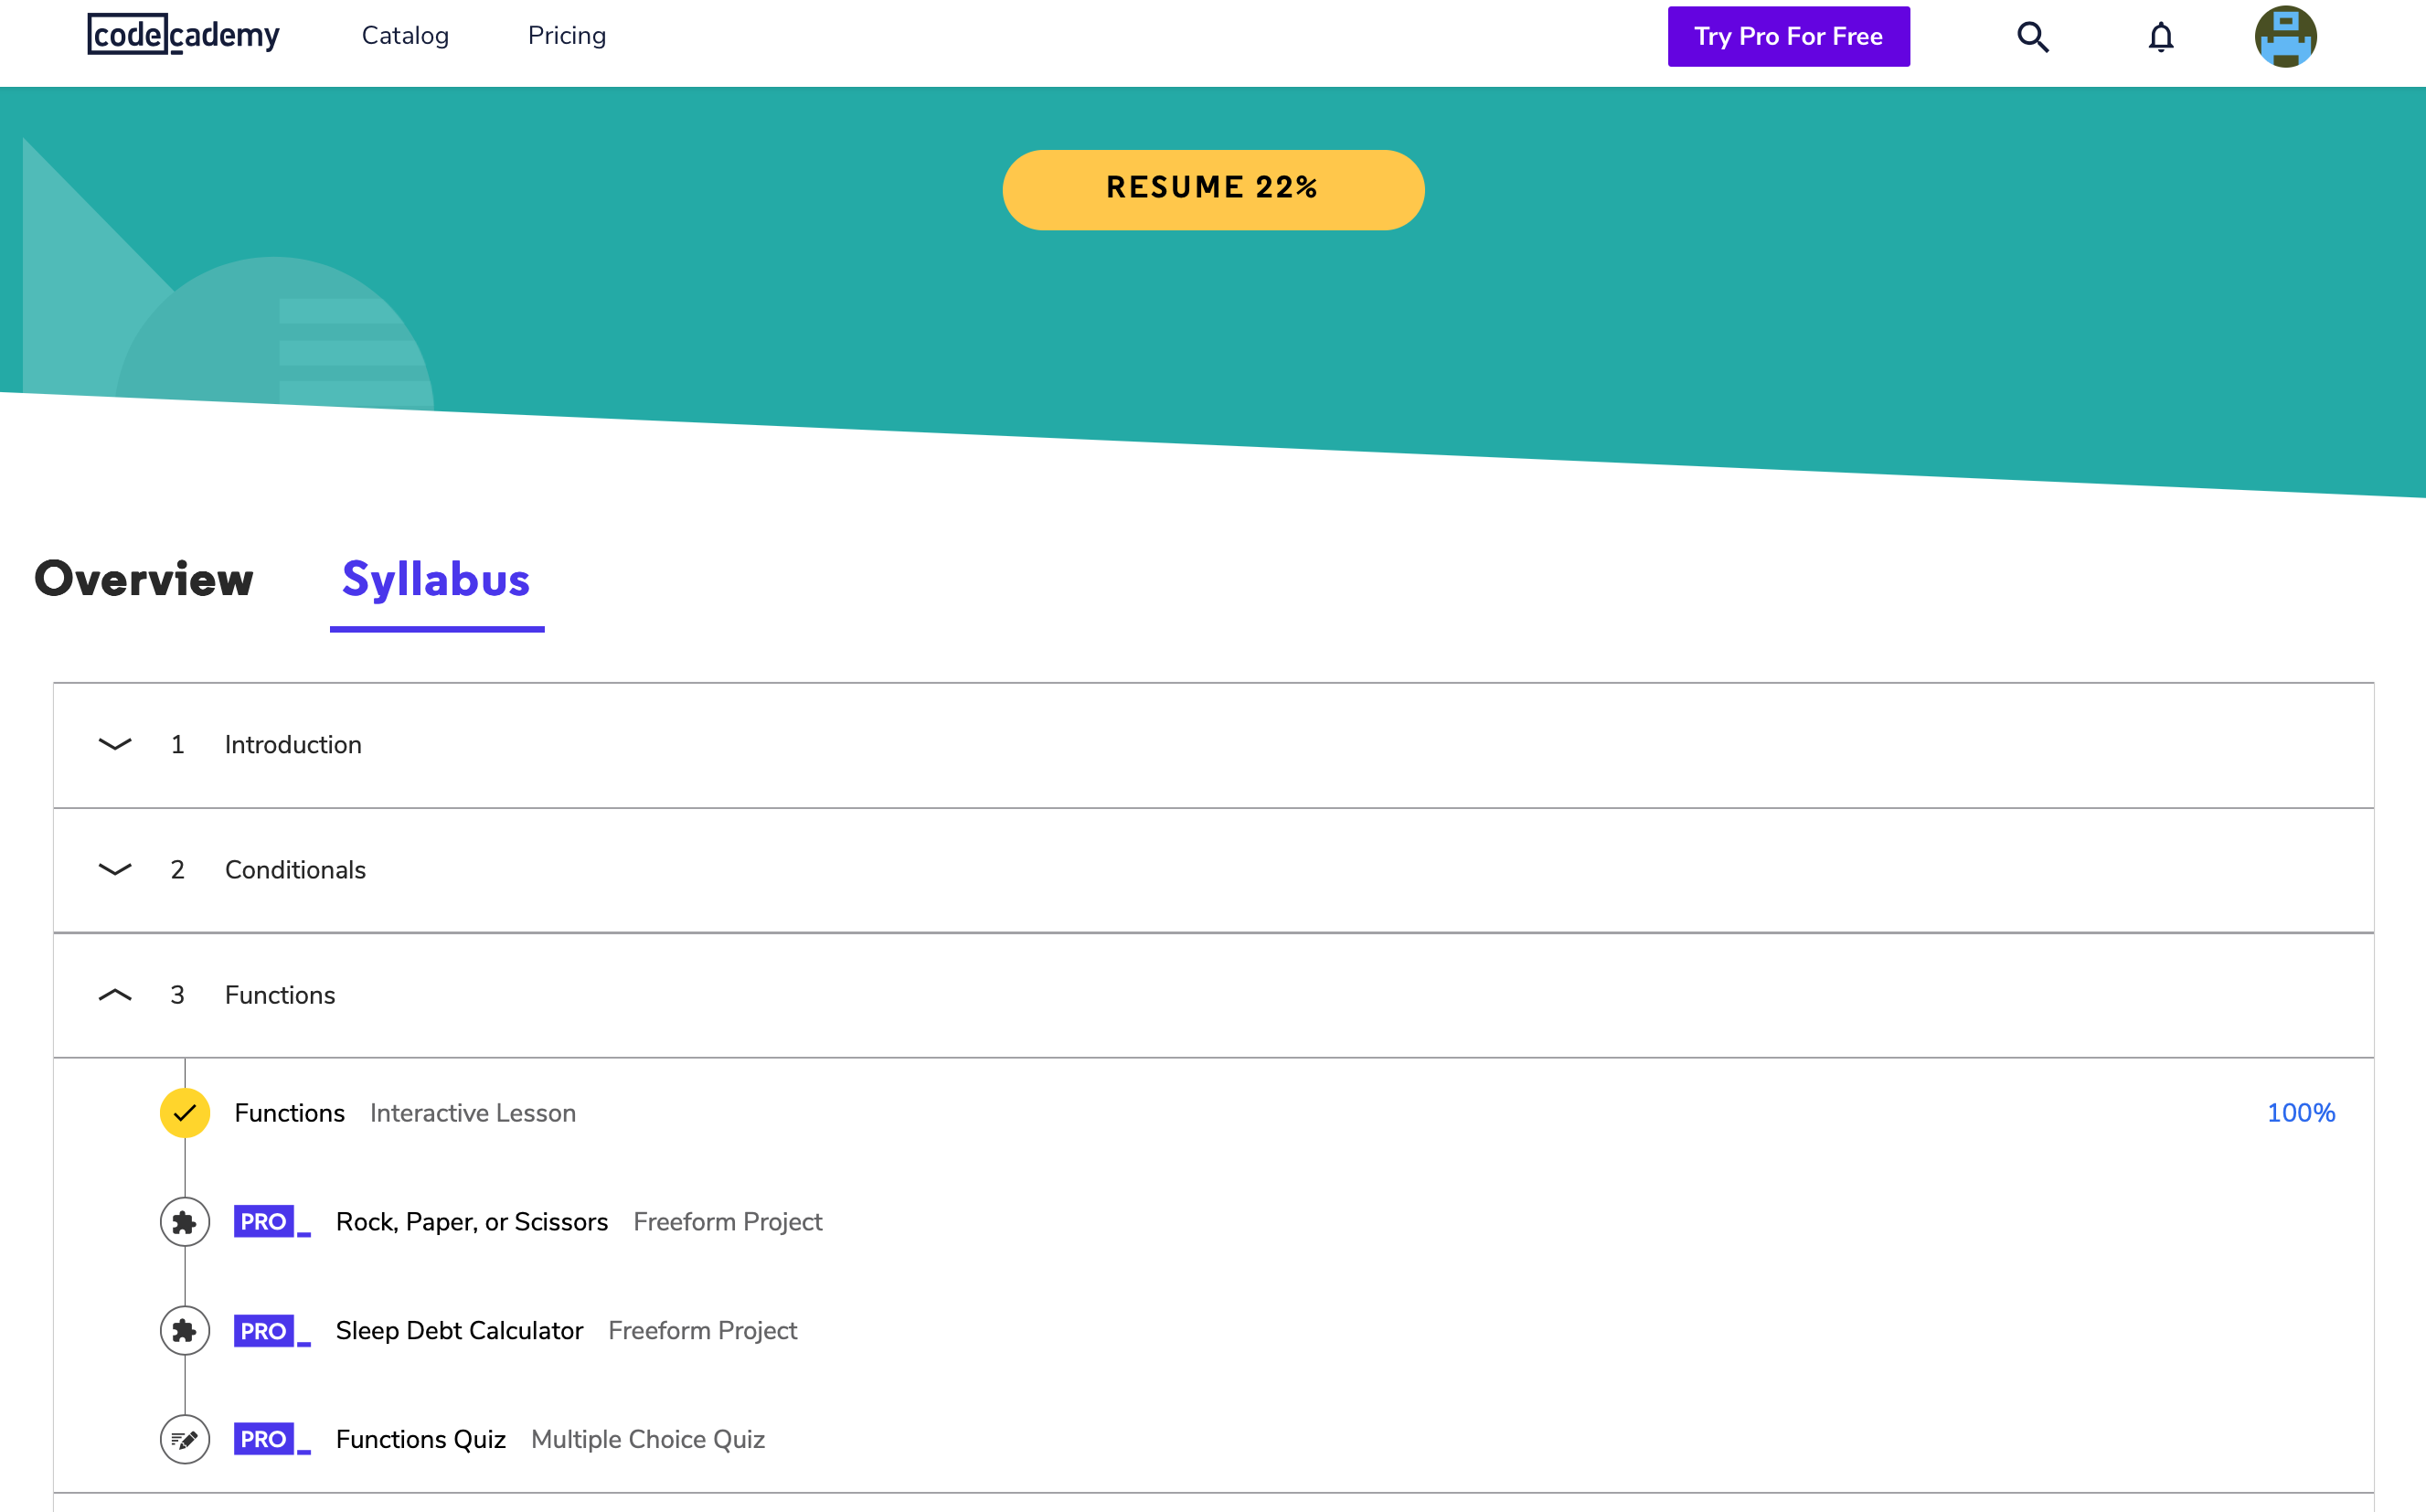 codecademy Catalog Pricing Try Pro For Free
RESUME 22%
Overview Syllabus
1 Introduction
2 Conditionals
3 Functions
Functions Interactive Lesson 100%
PRO Rock, Paper, or Scissors Freeform Project
PRO Sleep Debt Calculator Freeform Project
PRO Functions Quiz Multiple Choice Quiz